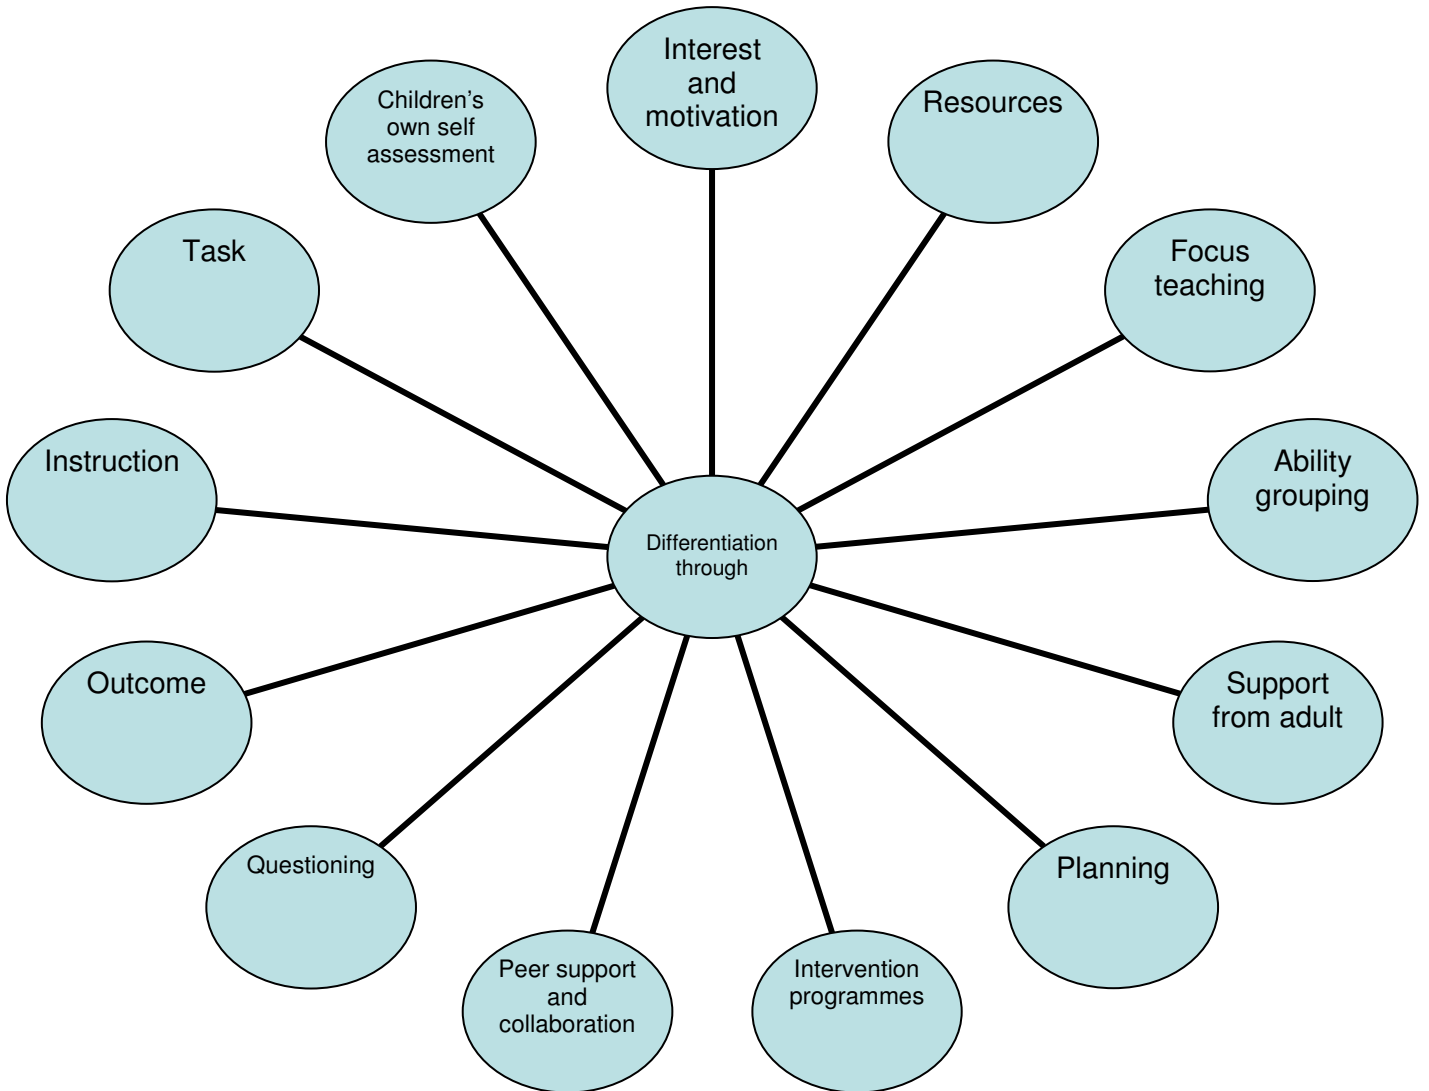 Interest
and
motivation
Resources
Focus
teaching
Ability
grouping
Support
from adult
Planning
Intervention
programmes
Peer support
and
collaboration
Questioning
Outcome
Instruction
Task
Children’s
own self
assessment
Differentiation
through